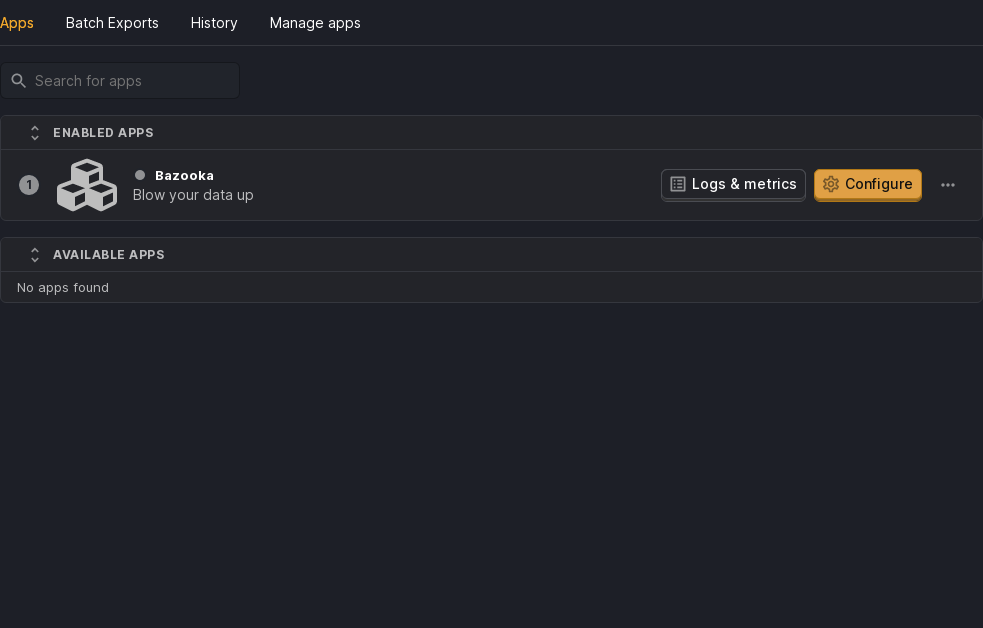 Apps Batch Exports History Manage apps
Search for apps
ENABLED APPS
1 Bazooka
Blow your data up
Logs & metrics Configure
AVAILABLE APPS
No apps found